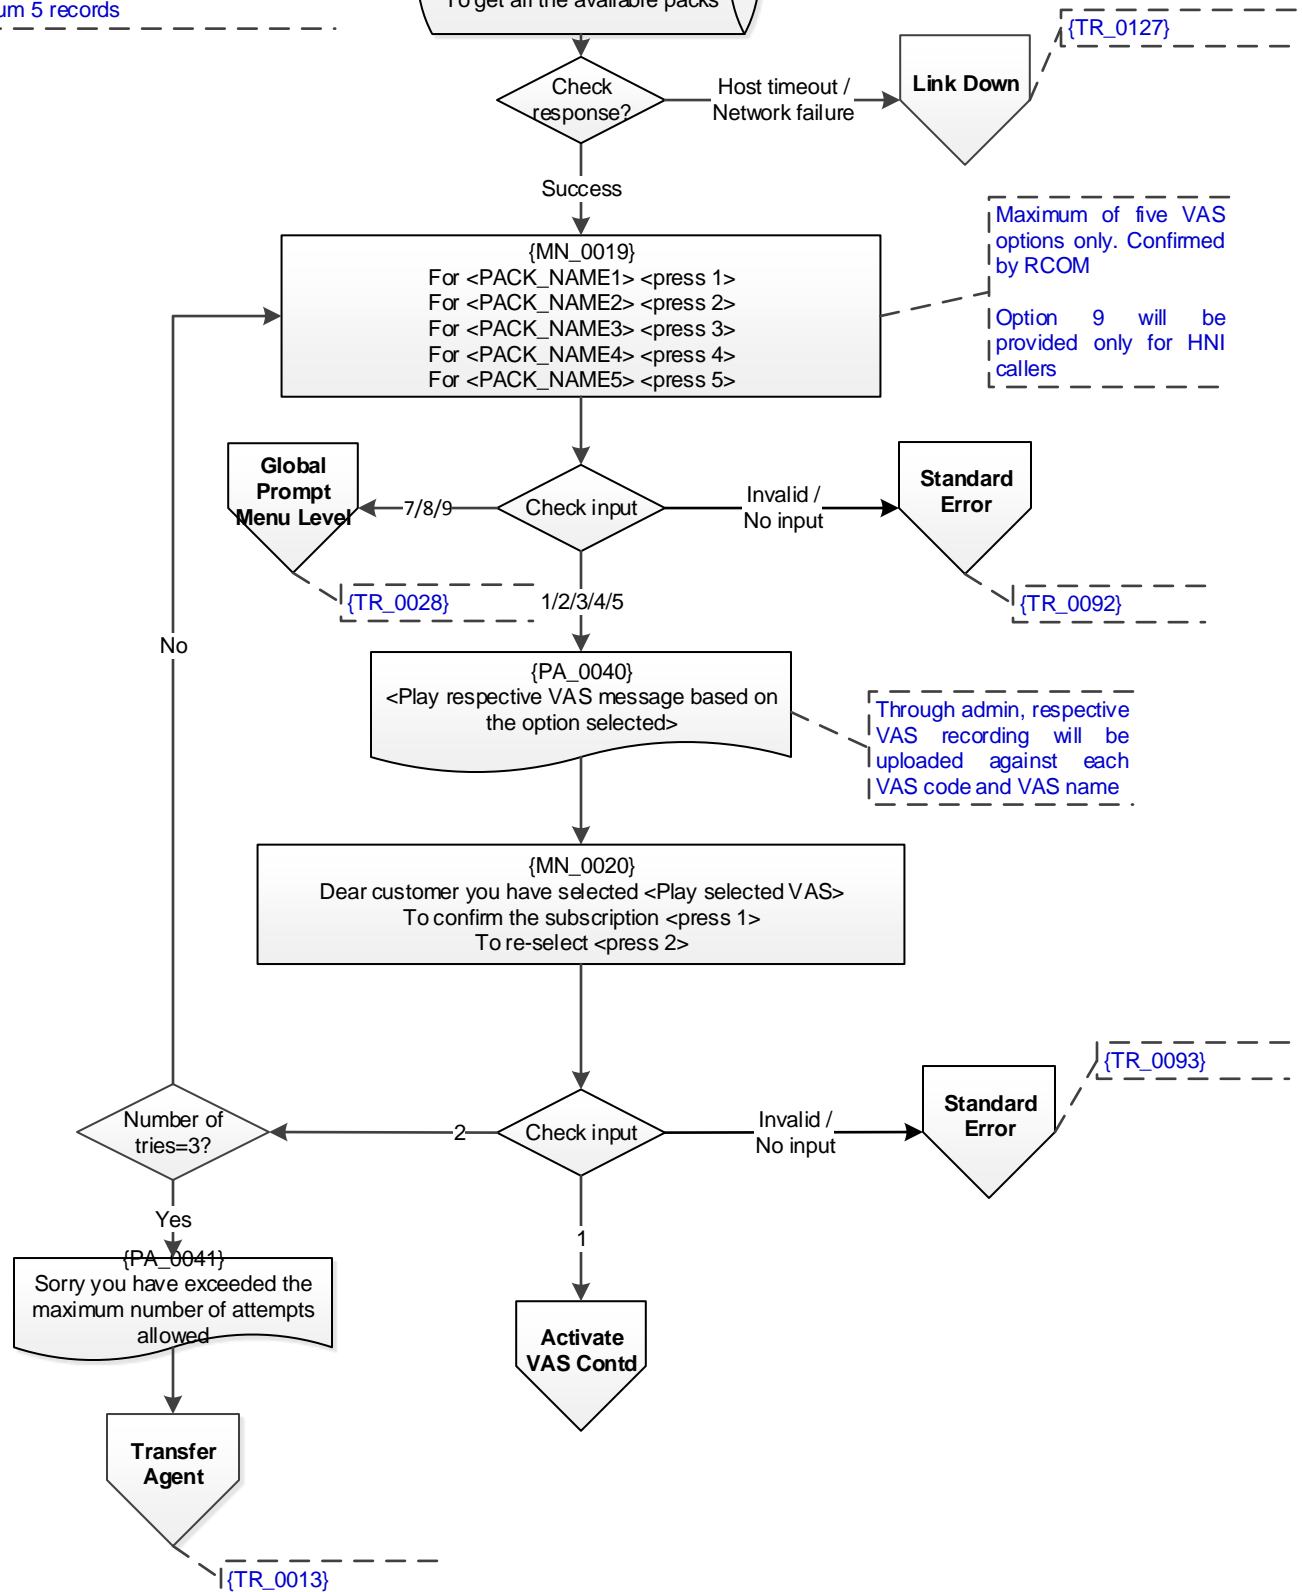 um 5 records
To get all the available packs
{TR_0127}
Check
response?
Host timeout /
Network failure
Link Down
Success
{MN_0019}
For <PACK_NAME1> <press 1>
For <PACK_NAME2> <press 2>
For <PACK_NAME3> <press 3>
For <PACK_NAME4> <press 4>
For <PACK_NAME5> <press 5>
Maximum of five VAS
options only. Confirmed
by RCOM
Option 9 will be
provided only for HNI
callers
Global
Prompt
Menu Level
7/8/9
Check input
Invalid /
No input
Standard
Error
{TR_0028}
1/2/3/4/5
{TR_0092}
No
{PA_0040}
<Play respective VAS message based on
the option selected>
Through admin, respective
VAS recording will be
uploaded against each
VAS code and VAS name
{MN_0020}
Dear customer you have selected <Play selected VAS>
To confirm the subscription <press 1>
To re-select <press 2>
{TR_0093}
Number of
tries=3?
2
Check input
Invalid /
No input
Standard
Error
Yes
1
{PA_0041}
Sorry you have exceeded the
maximum number of attempts
allowed
Activate
VAS Contd
Transfer
Agent
{TR_0013}